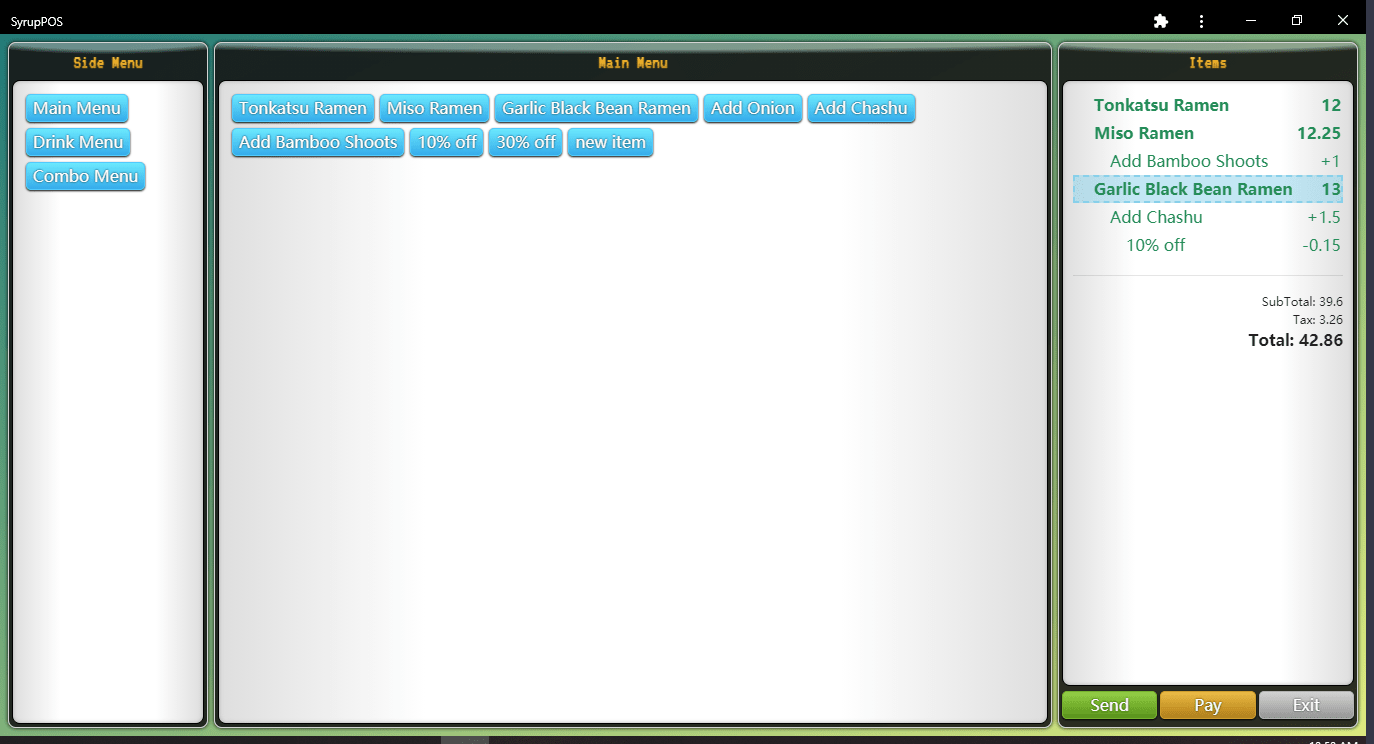 SyrupPOS
Side Menu
Main Menu
Drink Menu
Combo Menu
Main Menu
Tonkatsu Ramen Miso Ramen Garlic Black Bean Ramen Add Onion Add Chashu
Add Bamboo Shoots 10% off 30% off new item
Items
Tonkatsu Ramen 12
Miso Ramen 12.25
Add Bamboo Shoots +1
Garlic Black Bean Ramen 13
Add Chashu +1.5
10% off -0.15
SubTotal: 39.6
Tax: 3.26
Total: 42.86
Send Pay Exit